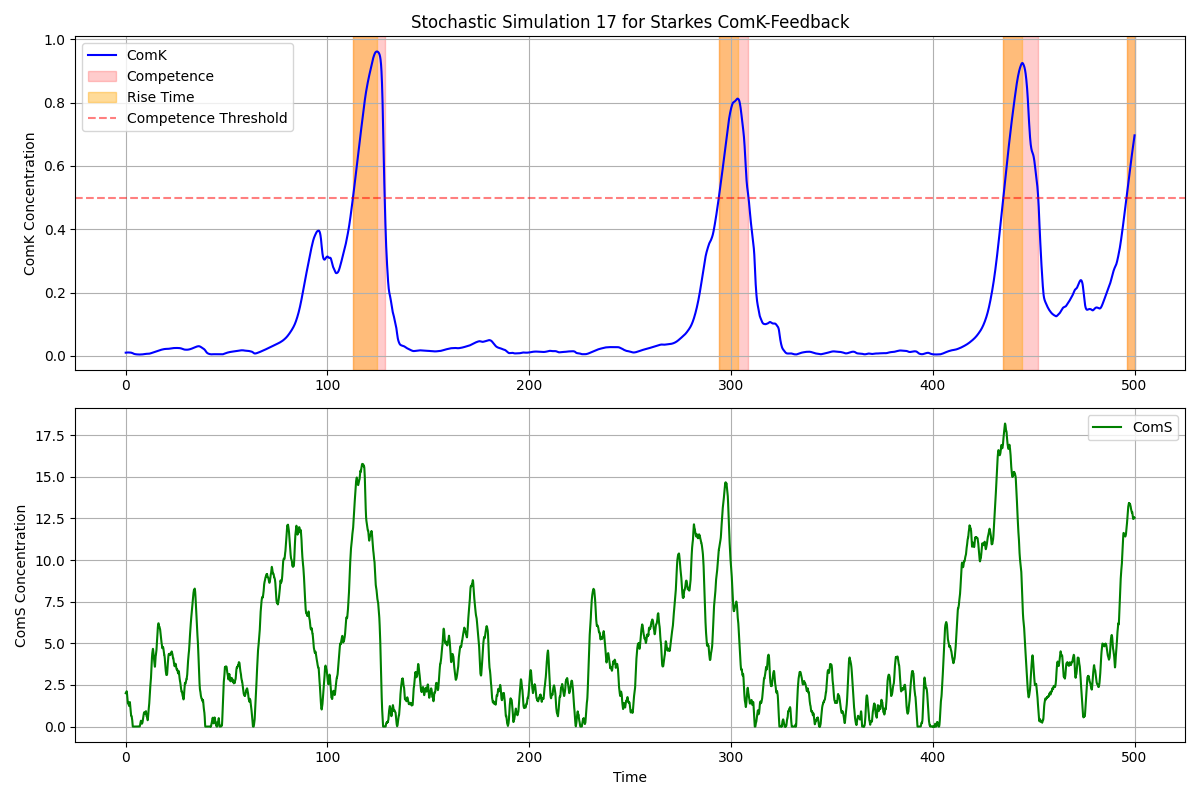 Stochastic Simulation 17 for Starkes ComK-Feedback
1.0
0.8
0.6
0.4
0.2
0.0
ComK Concentration
ComK
Competence
Rise Time
Competence Threshold
0 100 200 300 400 500
17.5
15.0
12.5
10.0
7.5
5.0
2.5
0.0
ComS Concentration
ComS
0 100 200 300 400 500
Time